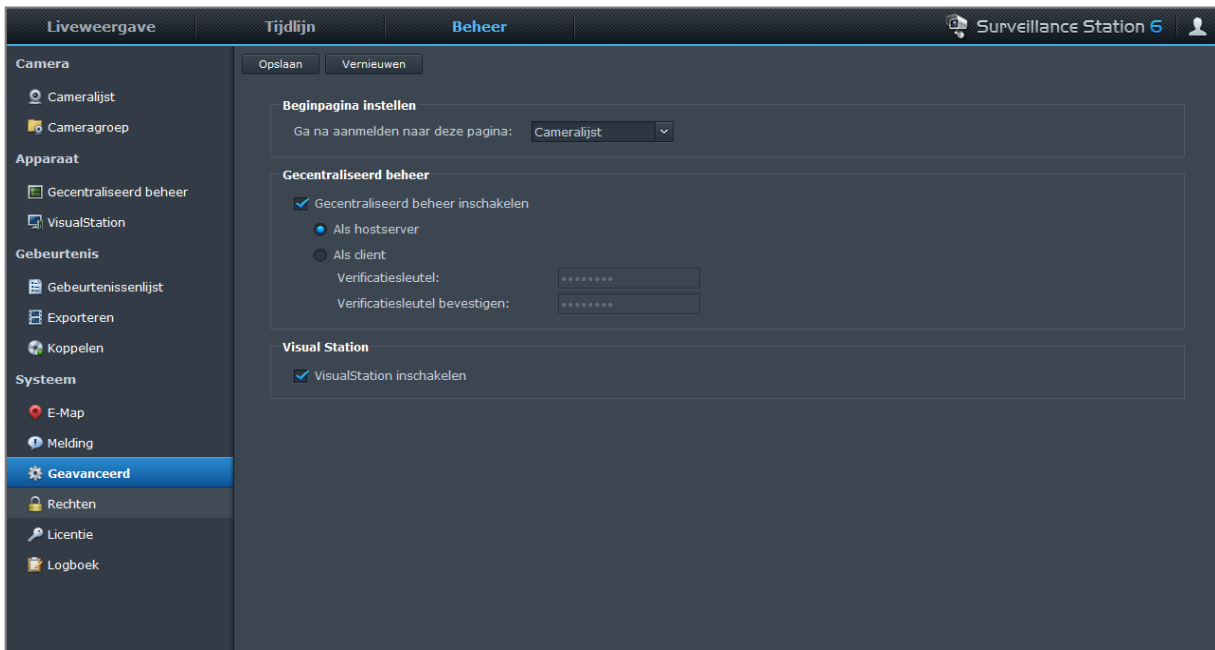 Liveweergave
Tijdlijn
Beheer
Surveillance Station 6
Camera
Cameralijst
Cameragroep
Apparaat
Gecentraliseerd beheer
VisualStation
Gebeurtenis
Gebeurtenissenlijst
Exporteren
Koppelen
Systeem
E-Map
Melding
Geavanceerd
Rechten
Licentie
Logboek
Opslaan
Vernieuwen
Beginpagina instellen
Ga na aanmelden naar deze pagina: Cameralijst
Gecentraliseerd beheer
Gecentraliseerd beheer inschakelen
Als hostserver
Als client
Verificatiesleutel: ••••••••
Verificatiesleutel bevestigen: ••••••••
Visual Station
VisualStation inschakelen